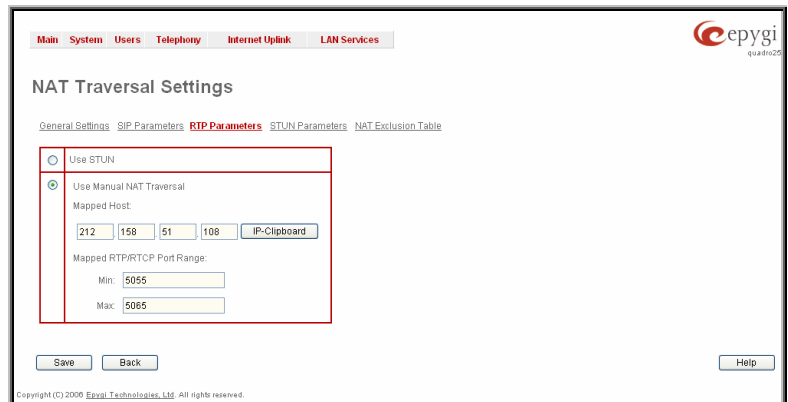 Main System Users Telephony Internet Uplink LAN Services
epygi
quadro25
NAT Traversal Settings
General Settings SIP Parameters RTP Parameters STUN Parameters NAT Exclusion Table
Use STUN
Use Manual NAT Traversal
Mapped Host:
212 . 158 . 51 . 108 IP-Clipboard
Mapped RTP/RTCP Port Range:
Min: 5055
Max: 5065
Save Back Help
Copyright (C) 2006 Epygi Technologies, Ltd. All rights reserved.